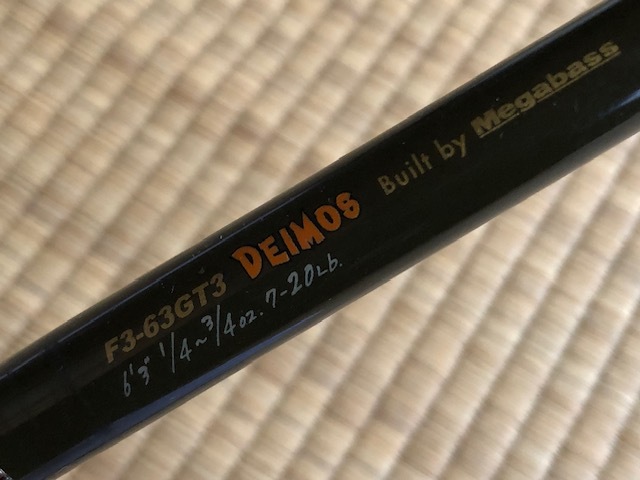 F3-63GT3 DEIMOS Built by Megabass
6'3" 1/4~3/4oz. 7-20Lb.